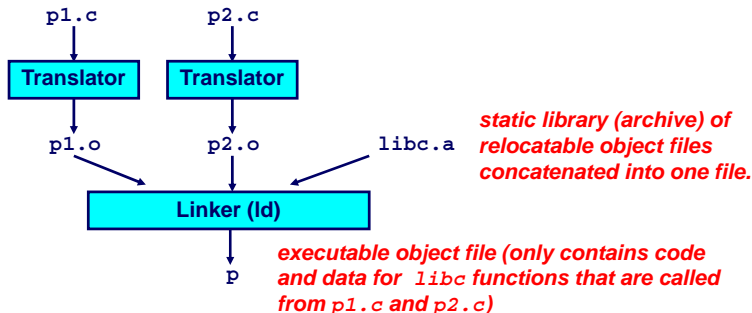 p1.c p2.c
Translator Translator
p1.o p2.o libc.a
static library (archive) of
relocatable object files
concatenated into one file.
Linker (ld)
executable object file (only contains code
and data for libc functions that are called
from p1.c and p2.c)
p